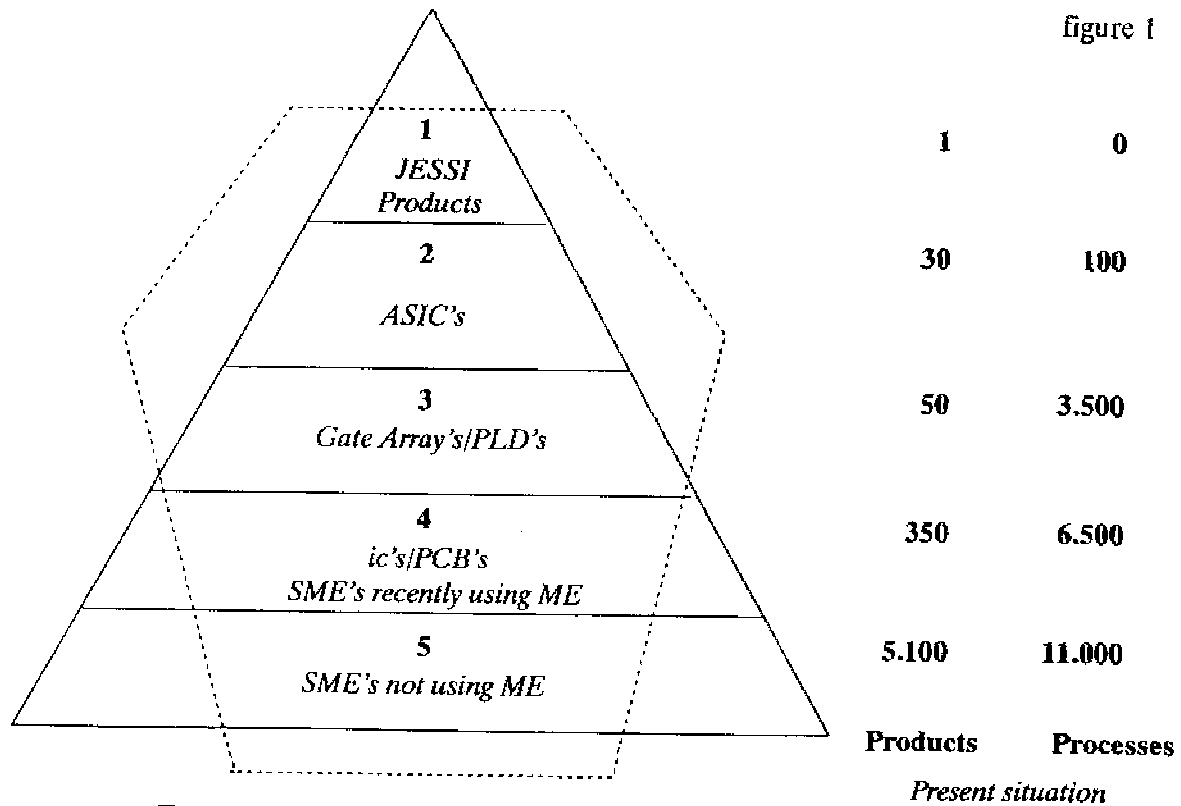 figure 1
1
JESSI
Products
1 0
2
30 100
ASIC's
3
50 3.500
Gate Array's/PLD's
4
350 6.500
ic's/PCB's
SME's recently using ME
5
5.100 11.000
SME's not using ME
Products Processes
Present situation